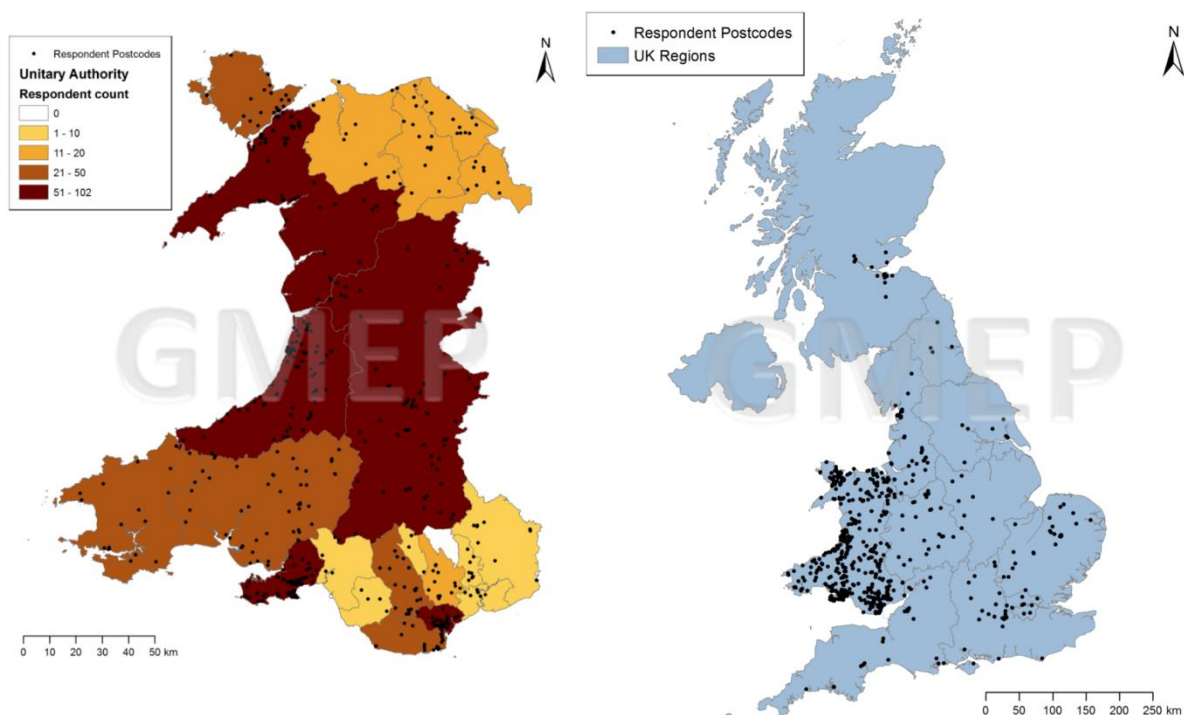 Respondent Postcodes
Unitary Authority
Respondent count
0
1 - 10
11 - 20
21 - 50
51 - 102
N
GMEP
0 10 20 30 40 50 km
Respondent Postcodes
UK Regions
N
GMEP
0 50 100 150 200 250 km